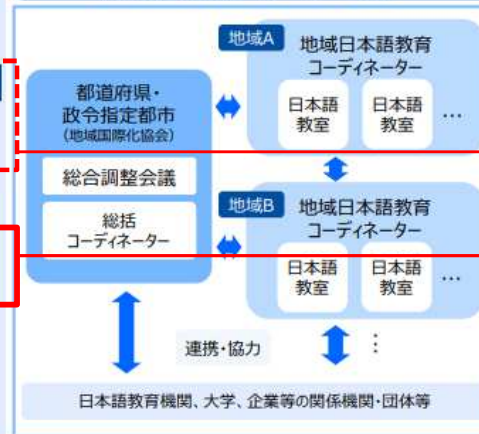 地域A
地域日本語教育
コーディネーター
日本語
教室
日本語
教室
…
都道府県・
政令指定都市
(地域国際化協会)
総合調整会議
総括
コーディネーター
地域B
地域日本語教育
コーディネーター
日本語
教室
日本語
教室
…
連携・協力
⋮
日本語教育機関、大学、企業等の関係機関・団体等